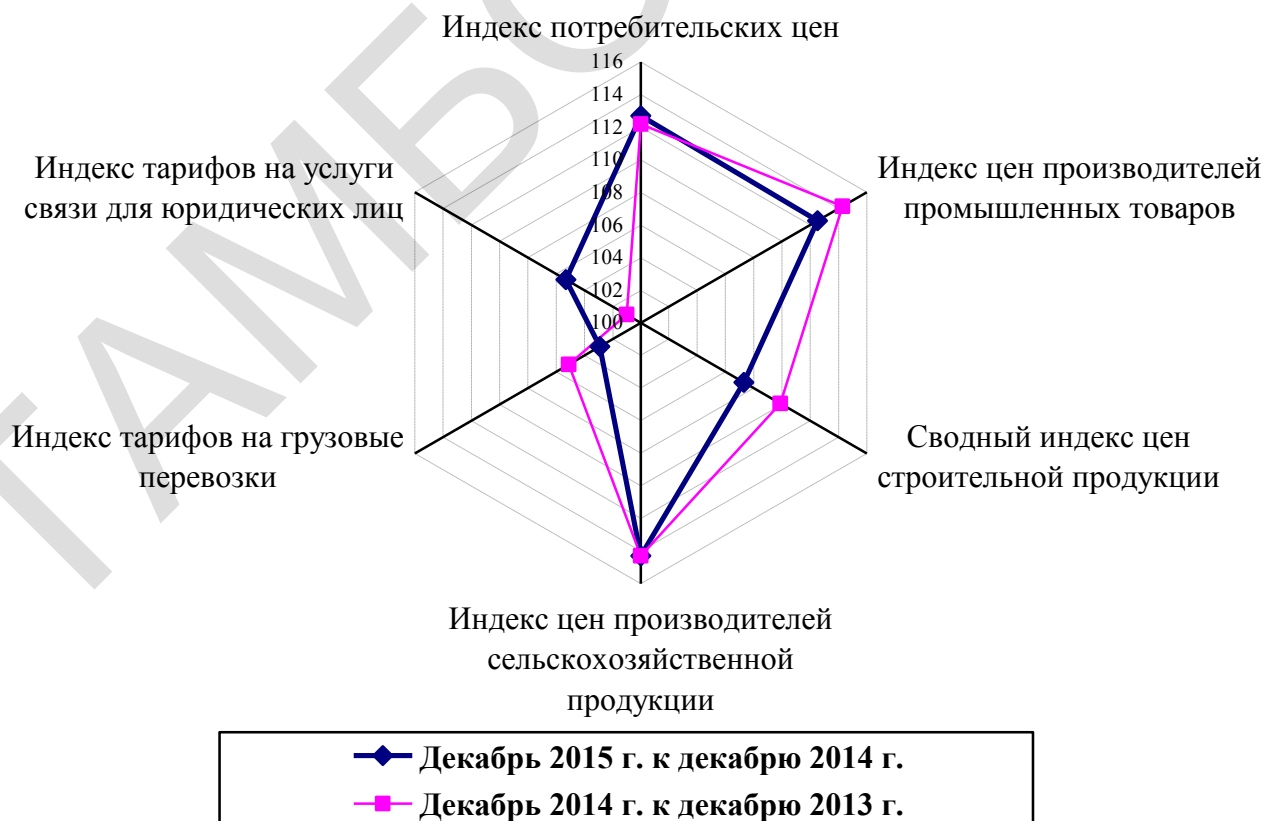 Индекс потребительских цен
116
114
112
110
108
106
104
102
100
Индекс цен производителей
промышленных товаров
Сводный индекс цен
строительной продукции
Индекс цен производителей
сельскохозяйственной
продукции
Индекс тарифов на грузовые
перевозки
Индекс тарифов на услуги
связи для юридических лиц
Декабрь 2015 г. к декабрю 2014 г.
Декабрь 2014 г. к декабрю 2013 г.